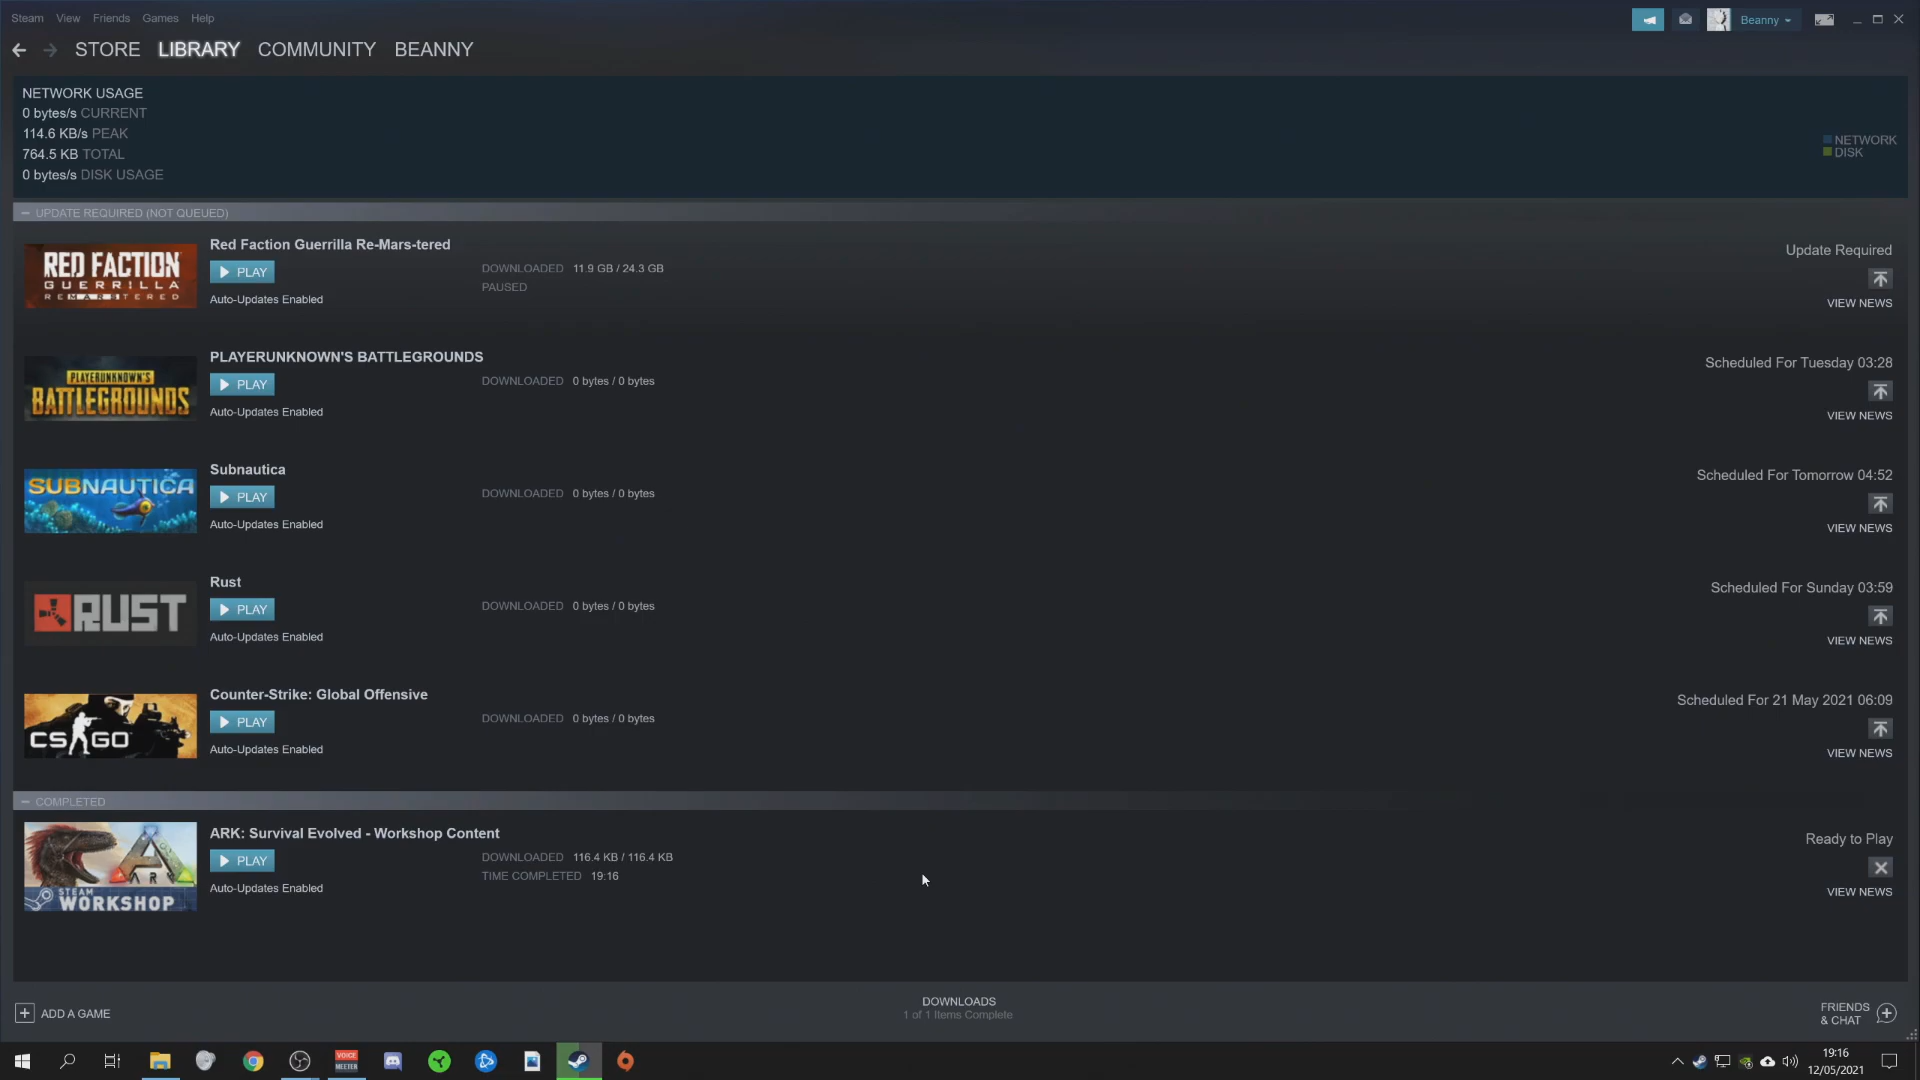 Steam View Friends Games Help
Beanny
STORE LIBRARY COMMUNITY BEANNY
NETWORK USAGE
0 bytes/s CURRENT
114.6 KB/s PEAK
764.5 KB TOTAL
0 bytes/s DISK USAGE
NETWORK
DISK
UPDATE REQUIRED (NOT QUEUED)
RED FACTION
GUERRILLA
RE-MARS-TERED
Red Faction Guerrilla Re-Mars-tered
PLAY
Auto-Updates Enabled
DOWNLOADED 11.9 GB / 24.3 GB
PAUSED
Update Required
VIEW NEWS
PLAYERUNKNOWN'S
BATTLEGROUNDS
PLAYERUNKNOWN'S BATTLEGROUNDS
PLAY
Auto-Updates Enabled
DOWNLOADED 0 bytes / 0 bytes
Scheduled For Tuesday 03:28
VIEW NEWS
SUBNAUTICA
Subnautica
PLAY
Auto-Updates Enabled
DOWNLOADED 0 bytes / 0 bytes
Scheduled For Tomorrow 04:52
VIEW NEWS
RUST
Rust
PLAY
Auto-Updates Enabled
DOWNLOADED 0 bytes / 0 bytes
Scheduled For Sunday 03:59
VIEW NEWS
CS GO
Counter-Strike: Global Offensive
PLAY
Auto-Updates Enabled
DOWNLOADED 0 bytes / 0 bytes
Scheduled For 21 May 2021 06:09
VIEW NEWS
COMPLETED
ARK
STEAM
WORKSHOP
ARK: Survival Evolved - Workshop Content
PLAY
Auto-Updates Enabled
DOWNLOADED 116.4 KB / 116.4 KB
TIME COMPLETED 19:16
Ready to Play
VIEW NEWS
ADD A GAME
DOWNLOADS
1 of 1 Items Complete
FRIENDS
& CHAT
VOICE
MEETER
19:16
12/05/2021